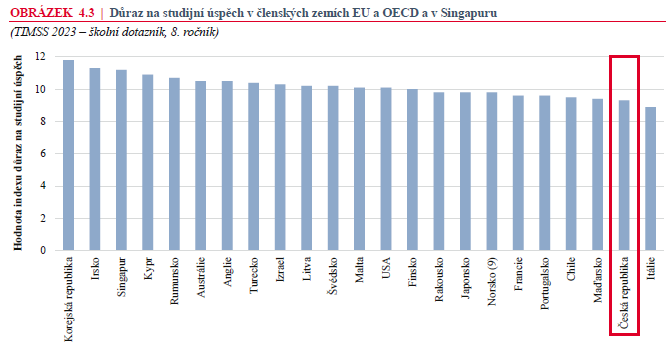 OBRÁZEK 4.3 | Důraz na studijní úspěch v členských zemích EU a OECD a v Singapuru
(TIMSS 2023 – školní dotazník, 8. ročník)
Hodnota indexu důraz na studijní úspěch
12
10
8
6
4
2
0
Korejská republika
Irsko
Singapur
Kypr
Rumunsko
Austrálie
Anglie
Turecko
Izrael
Litva
Švédsko
Malta
USA
Finsko
Rakousko
Japonsko
Norsko (9)
Francie
Portugalsko
Chile
Maďarsko
Česká republika
Itálie